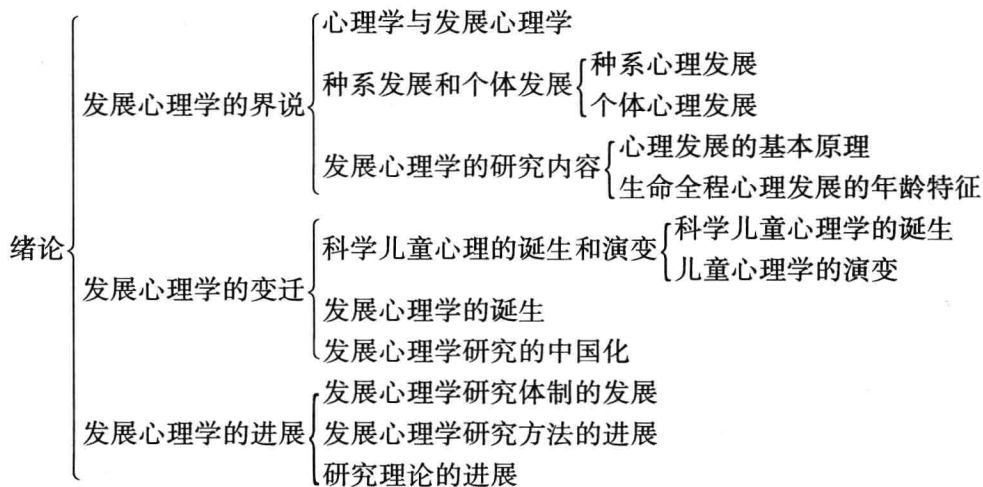 绪论
发展心理学的界说
心理学与发展心理学
种系发展和个体发展
种系心理发展
个体心理发展
发展心理学的研究内容
心理发展的基本原理
生命全程心理发展的年龄特征
发展心理学的变迁
科学儿童心理的诞生和演变
科学儿童心理学的诞生
儿童心理学的演变
发展心理学的诞生
发展心理学研究的中国化
发展心理学的进展
发展心理学研究体制的发展
发展心理学研究方法的进展
研究理论的进展